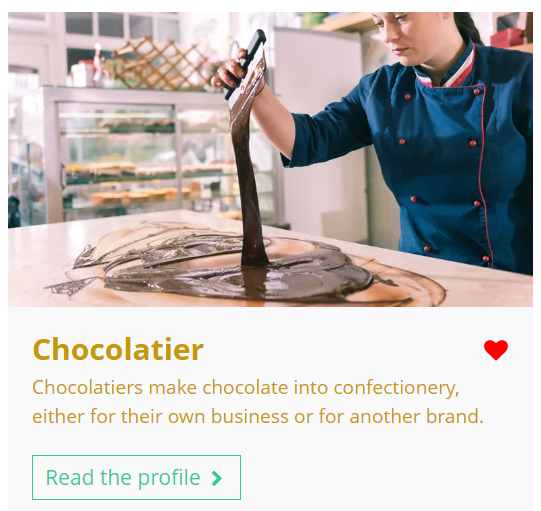 Chocolatier
Chocolatiers make chocolate into confectionery,
either for their own business or for another brand.
Read the profile